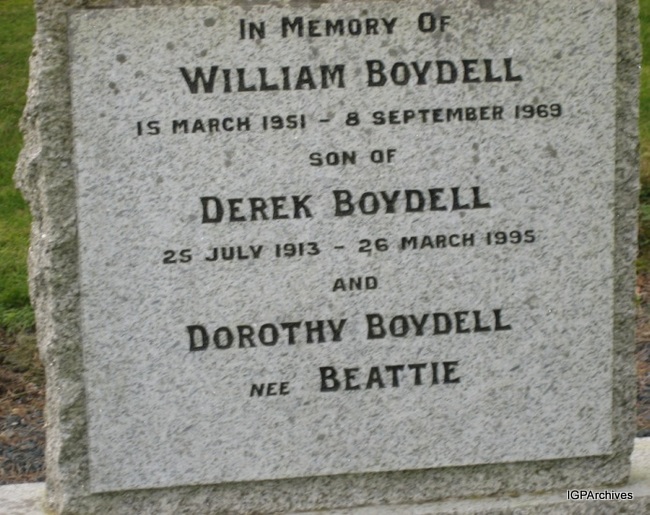 In Memory Of
William Boydell
15 March 1951 - 8 September 1969
son of
Derek Boydell
25 July 1913 - 26 March 1995
and
Dorothy Boydell
nee Beattie
IGPArchives